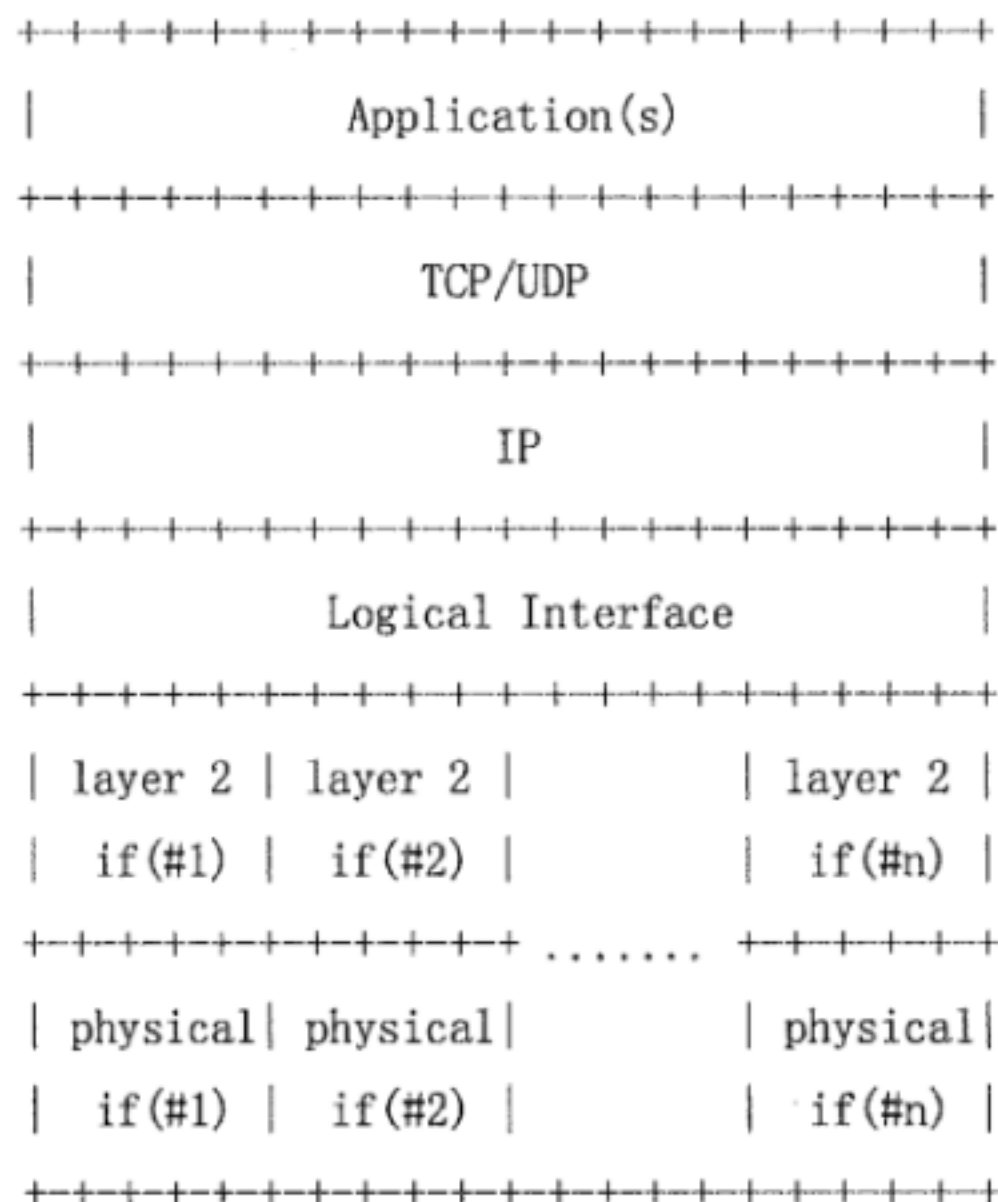 +-+-+-+-+-+-+-+-+-+-+-+-+-+-+-+-+-+-+-+-+
|             Application(s)            |
+-+-+-+-+-+-+-+-+-+-+-+-+-+-+-+-+-+-+-+-+
|                TCP/UDP                |
+-+-+-+-+-+-+-+-+-+-+-+-+-+-+-+-+-+-+-+-+
|                   IP                  |
+-+-+-+-+-+-+-+-+-+-+-+-+-+-+-+-+-+-+-+-+
|            Logical Interface          |
+-+-+-+-+-+-+-+-+-+-+-+-+-+-+-+-+-+-+-+-+
| layer 2 | layer 2 |         | layer 2 |
|  if(#1) |  if(#2) |         |  if(#n) |
+-+-+-+-+-+-+-+-+-+-+ ....... +-+-+-+-+-+
| physical| physical|         | physical|
|  if(#1) |  if(#2) |         |  if(#n) |
+-+-+-+-+-+-+-+-+-+-+-+-+-+-+-+-+-+-+-+-+